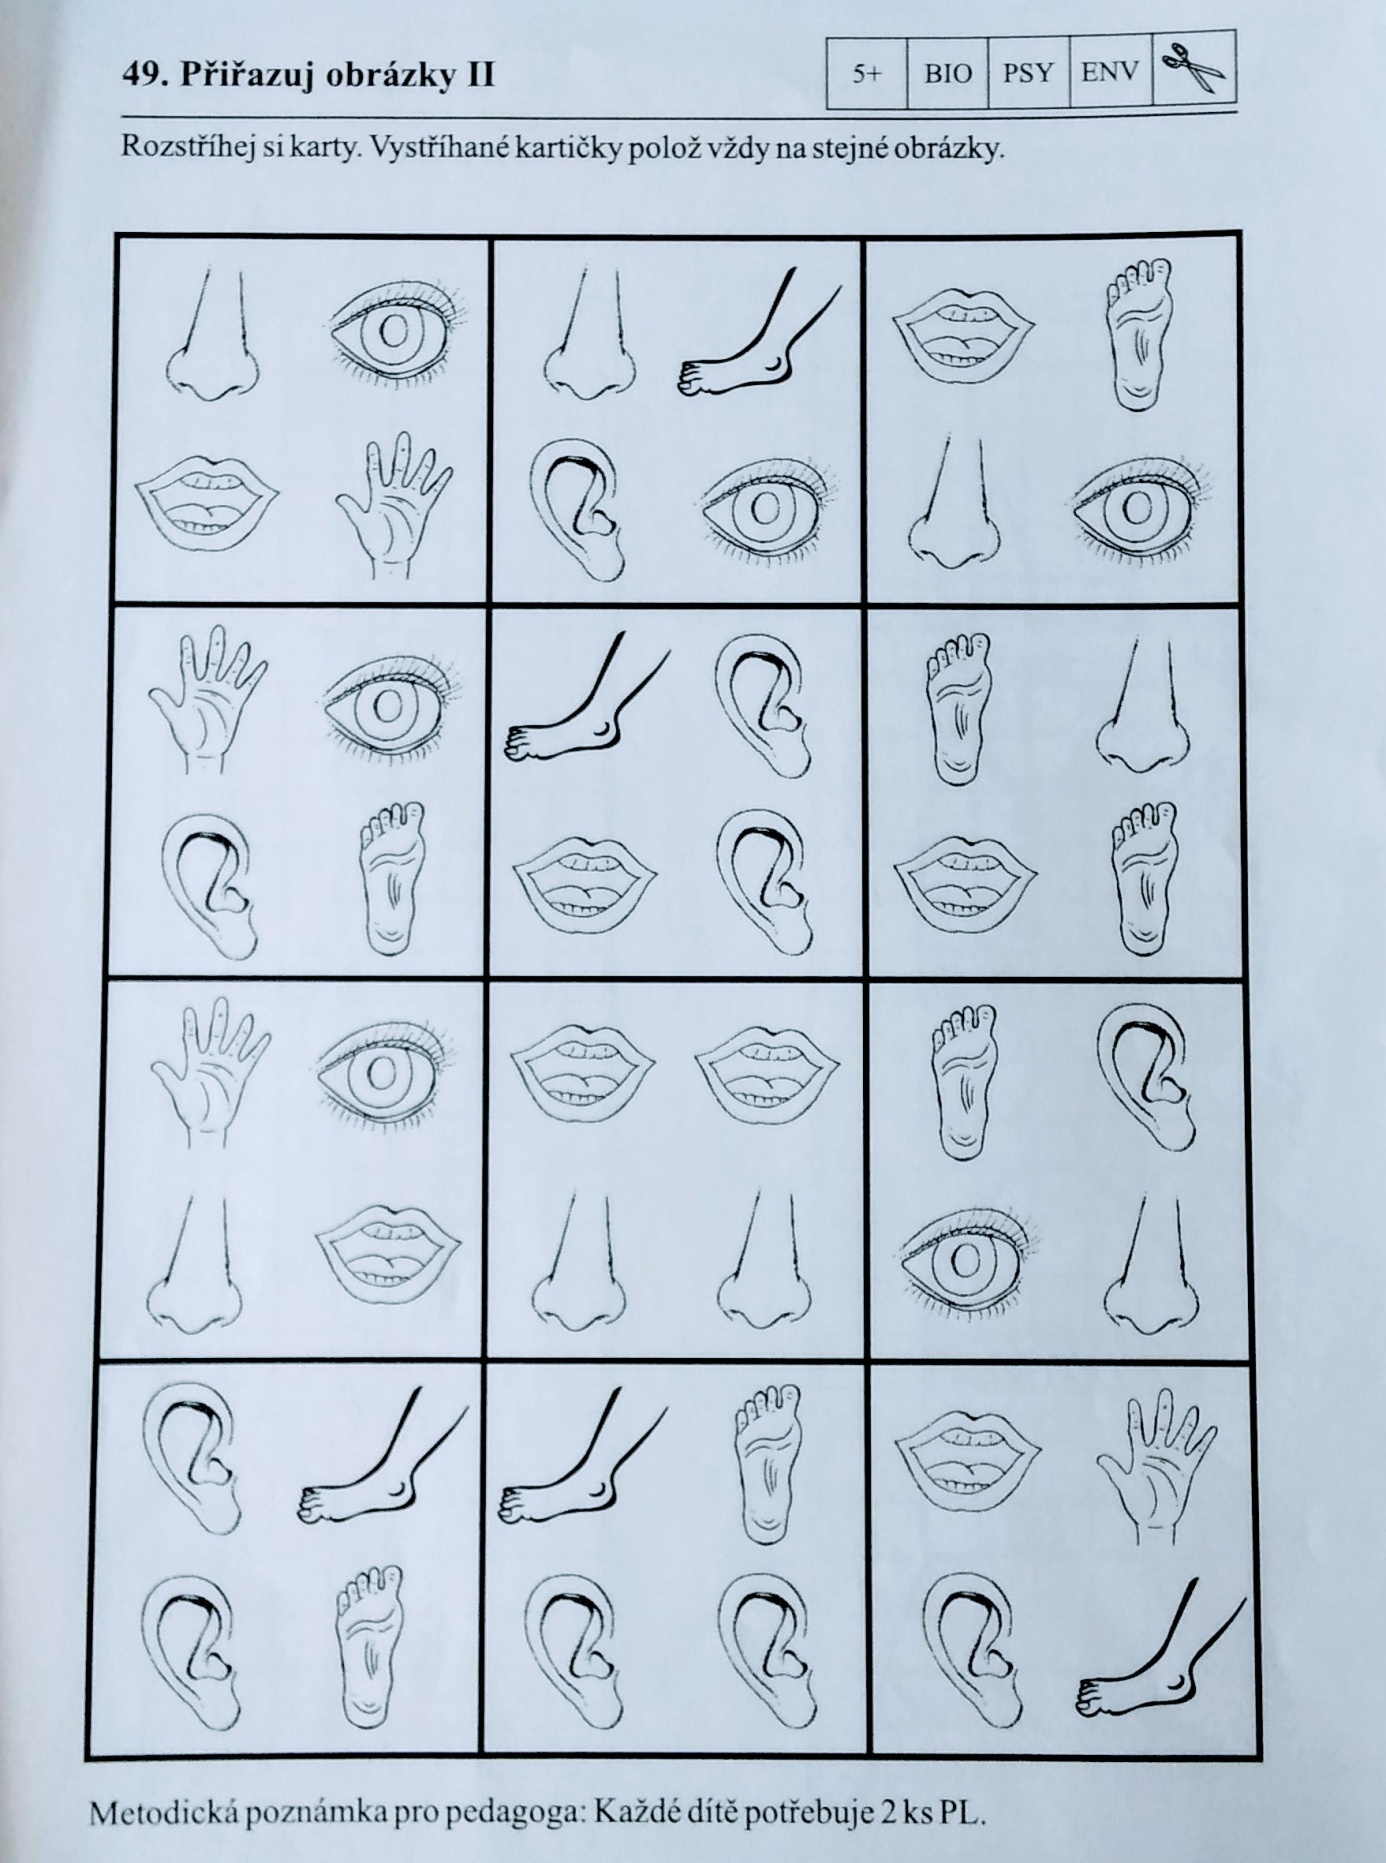 49. Přiřazuj obrázky II
5+ BIO PSY ENV
Rozstříhej si karty. Vystříhané kartičky polož vždy na stejné obrázky.
Metodická poznámka pro pedagoga: Každé dítě potřebuje 2 ks PL.